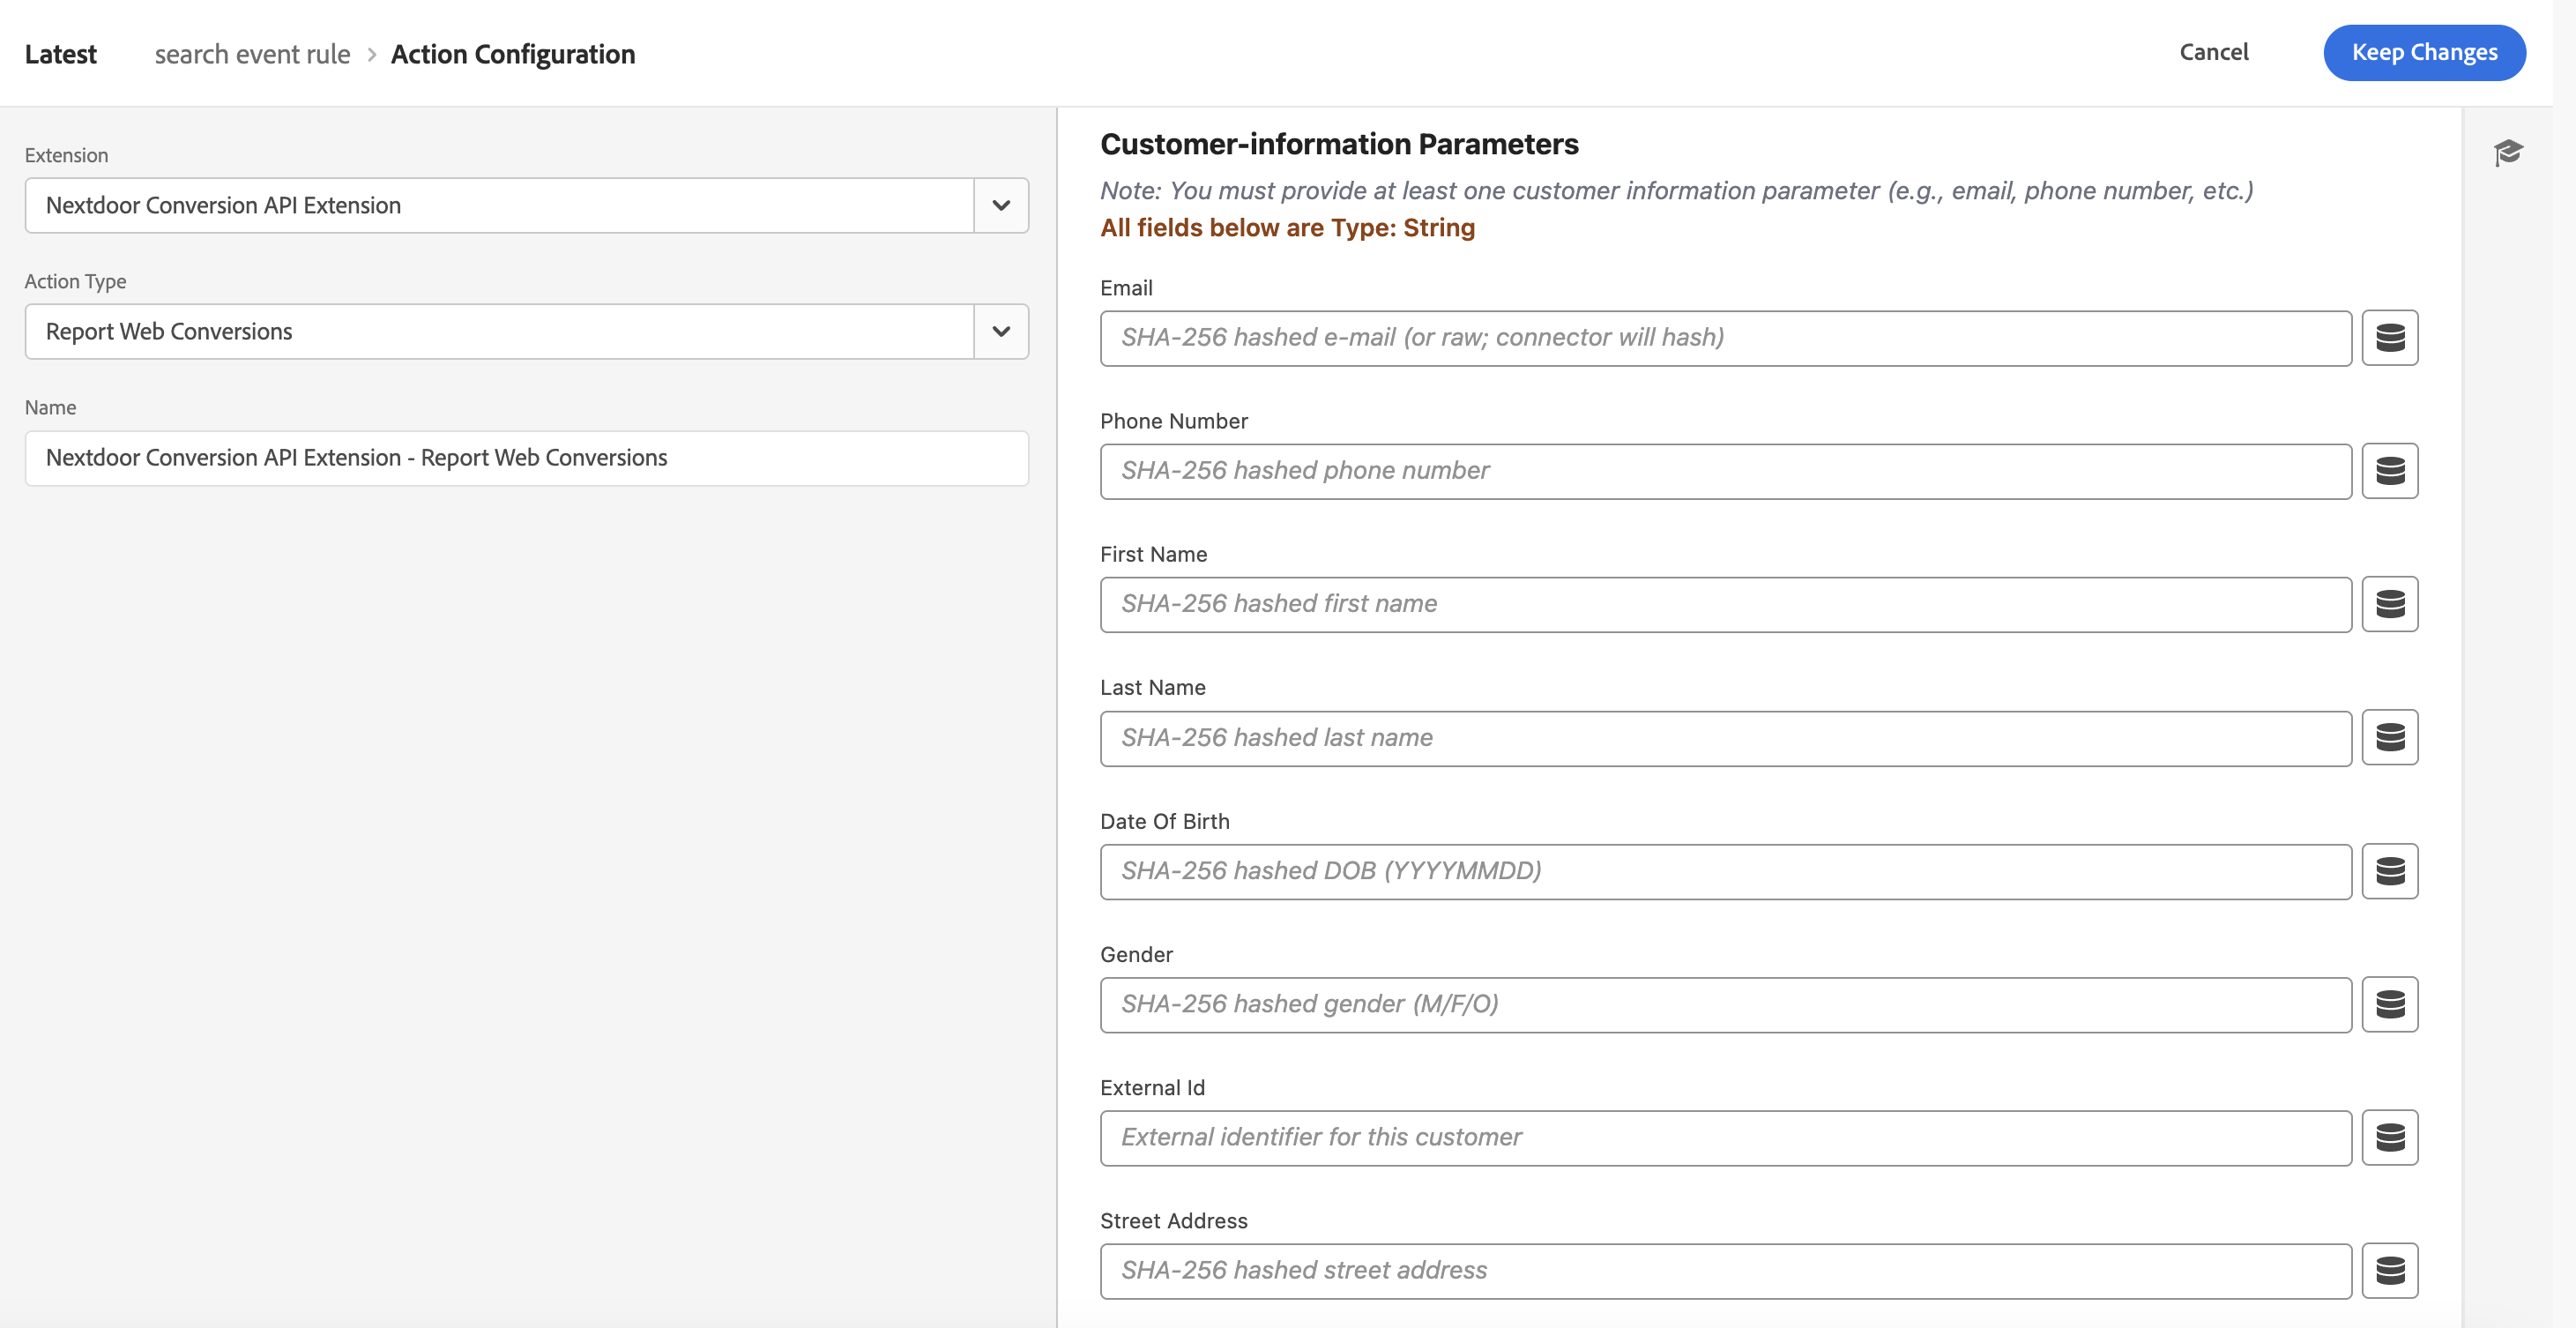 Latest search event rule > Action Configuration Cancel Keep Changes
Extension
Nextdoor Conversion API Extension
Action Type
Report Web Conversions
Name
Nextdoor Conversion API Extension - Report Web Conversions
Customer-information Parameters
Note: You must provide at least one customer information parameter (e.g., email, phone number, etc.)
All fields below are Type: String
Email
SHA-256 hashed e-mail (or raw; connector will hash)
Phone Number
SHA-256 hashed phone number
First Name
SHA-256 hashed first name
Last Name
SHA-256 hashed last name
Date Of Birth
SHA-256 hashed DOB (YYYYMMDD)
Gender
SHA-256 hashed gender (M/F/O)
External Id
External identifier for this customer
Street Address
SHA-256 hashed street address